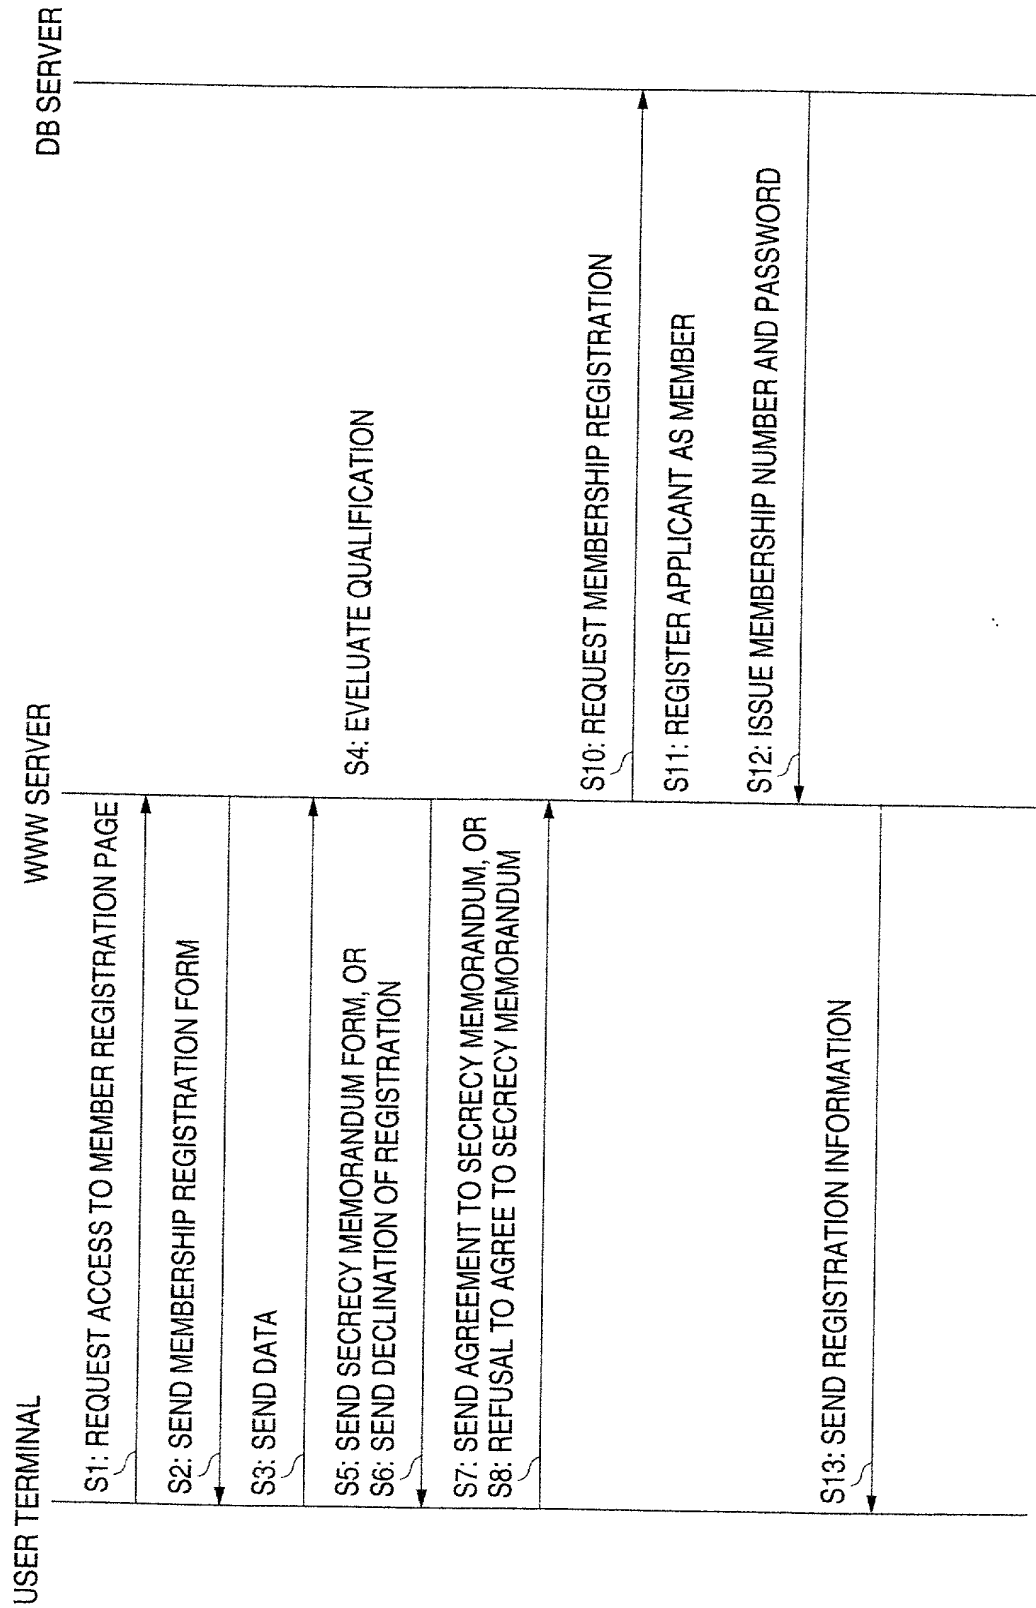 USER TERMINAL
WWW SERVER
DB SERVER
S1: REQUEST ACCESS TO MEMBER REGISTRATION PAGE
S2: SEND MEMBERSHIP REGISTRATION FORM
S3: SEND DATA
S4: EVELUATE QUALIFICATION
S5: SEND SECRECY MEMORANDUM FORM, OR
S6: SEND DECLINATION OF REGISTRATION
S7: SEND AGREEMENT TO SECRECY MEMORANDUM, OR
S8: REFUSAL TO AGREE TO SECRECY MEMORANDUM
S10: REQUEST MEMBERSHIP REGISTRATION
S11: REGISTER APPLICANT AS MEMBER
S12: ISSUE MEMBERSHIP NUMBER AND PASSWORD
S13: SEND REGISTRATION INFORMATION